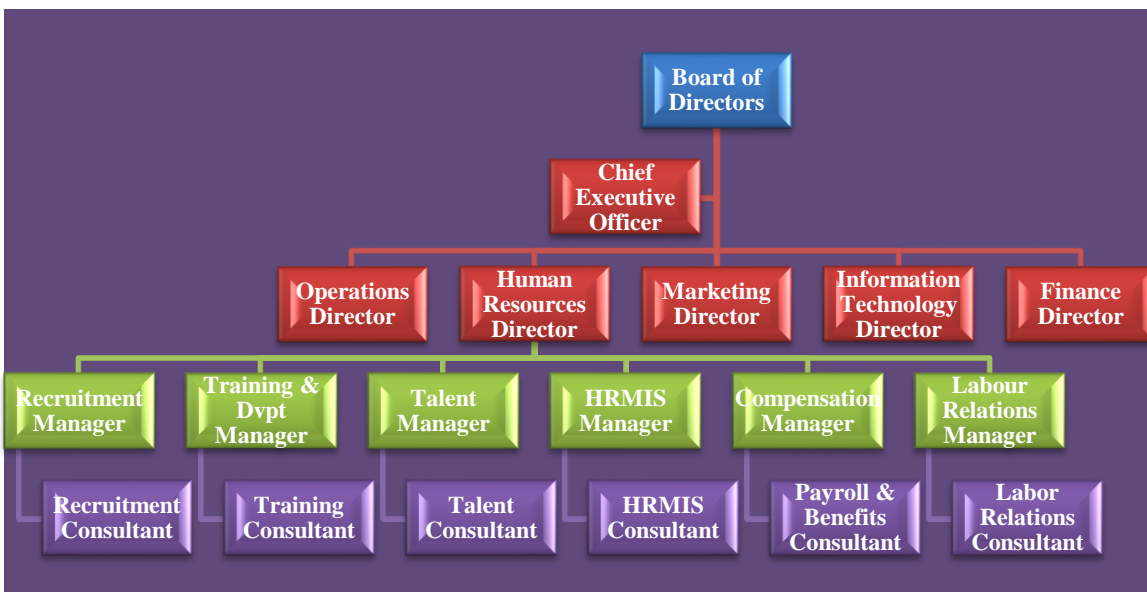 Board of
Directors
Chief
Executive
Officer
Operations
Director
Human
Resources
Director
Marketing
Director
Information
Technology
Director
Finance
Director
Recruitment
Manager
Training &
Dvpt
Manager
Talent
Manager
HRMIS
Manager
Compensation
Manager
Labour
Relations
Manager
Recruitment
Consultant
Training
Consultant
Talent
Consultant
HRMIS
Consultant
Payroll &
Benefits
Consultant
Labor
Relations
Consultant